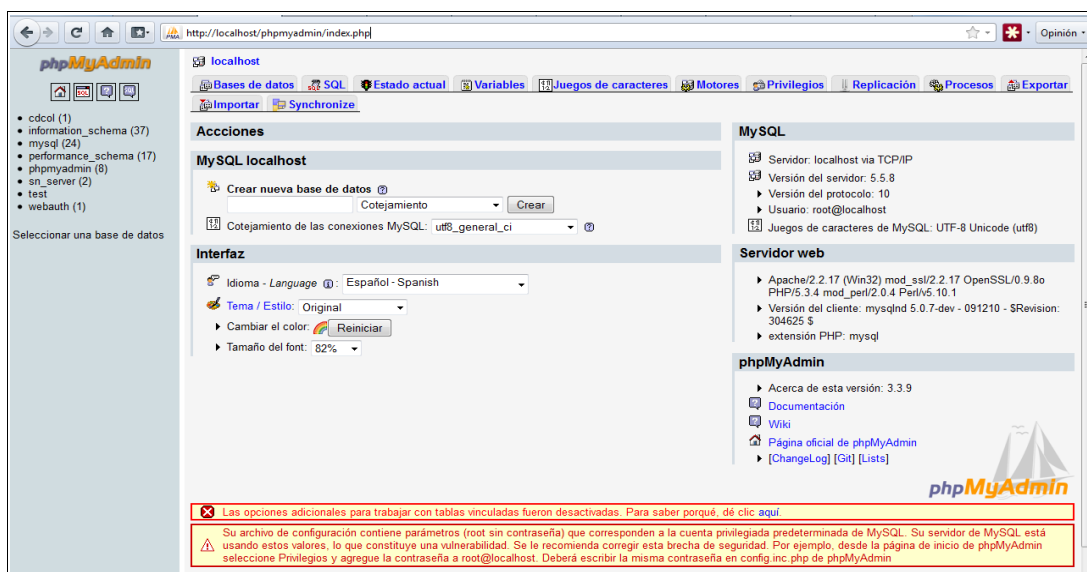 http://localhost/phpmyadmin/index.php
Opinión
phpMyAdmin
cdcol (1)
information_schema (37)
mysql (24)
performance_schema (17)
phpmyadmin (8)
sn_server (2)
test
webauth (1)
Seleccionar una base de datos
localhost
Bases de datos SQL Estado actual Variables Juegos de caracteres Motores Privilegios Replicación Procesos Exportar
Importar Synchronize
Accciones
MySQL localhost
Crear nueva base de datos
Cotejamiento Crear
Cotejamiento de las conexiones MySQL: utf8_general_ci
Interfaz
Idioma - Language : Español - Spanish
Tema / Estilo: Original
Cambiar el color: Reiniciar
Tamaño del font: 82%
MySQL
Servidor: localhost via TCP/IP
Versión del servidor: 5.5.8
Versión del protocolo: 10
Usuario: root@localhost
Juegos de caracteres de MySQL: UTF-8 Unicode (utf8)
Servidor web
Apache/2.2.17 (Win32) mod_ssl/2.2.17 OpenSSL/0.9.8o
PHP/5.3.4 mod_perl/2.0.4 Perl/v5.10.1
Versión del cliente: mysqlnd 5.0.7-dev - 091210 - $Revision:
304625 $
extensión PHP: mysql
phpMyAdmin
Acerca de esta versión: 3.3.9
Documentación
Wiki
Página oficial de phpMyAdmin
[ChangeLog] [Git] [Lists]
phpMyAdmin
Las opciones adicionales para trabajar con tablas vinculadas fueron desactivadas. Para saber porqué, dé clic aquí.
Su archivo de configuración contiene parámetros (root sin contraseña) que corresponden a la cuenta privilegiada predeterminada de MySQL. Su servidor de MySQL está
usando estos valores, lo que constituye una vulnerabilidad. Se le recomienda corregir esta brecha de seguridad. Por ejemplo, desde la página de inicio de phpMyAdmin
seleccione Privilegios y agregue la contraseña a root@localhost. Deberá escribir la misma contraseña en config.inc.php de phpMyAdmin